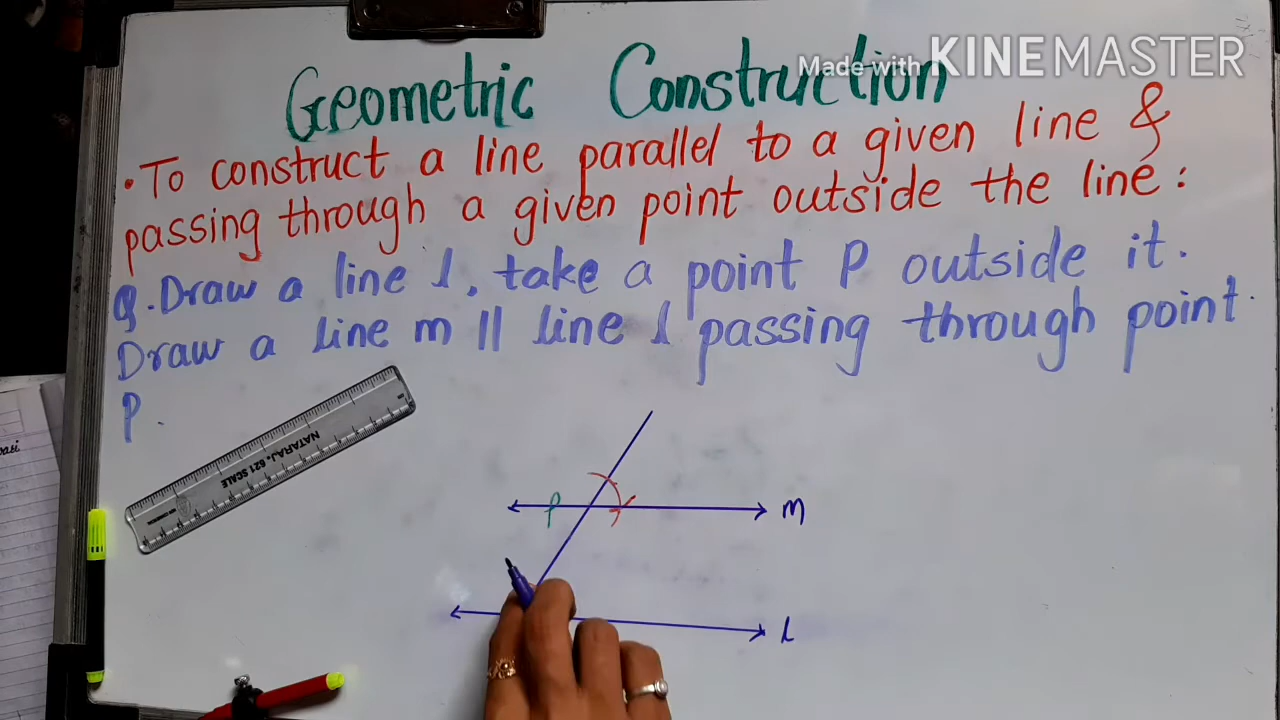 Made with KINEMASTER
Geometric Construction
• To construct a line parallel to a given line &
passing through a given point outside the line :
Q. Draw a line l, take a point P outside it.
Draw a line m || line l passing through point
P.
NATARAJ. 621 SCALE
P
m
l